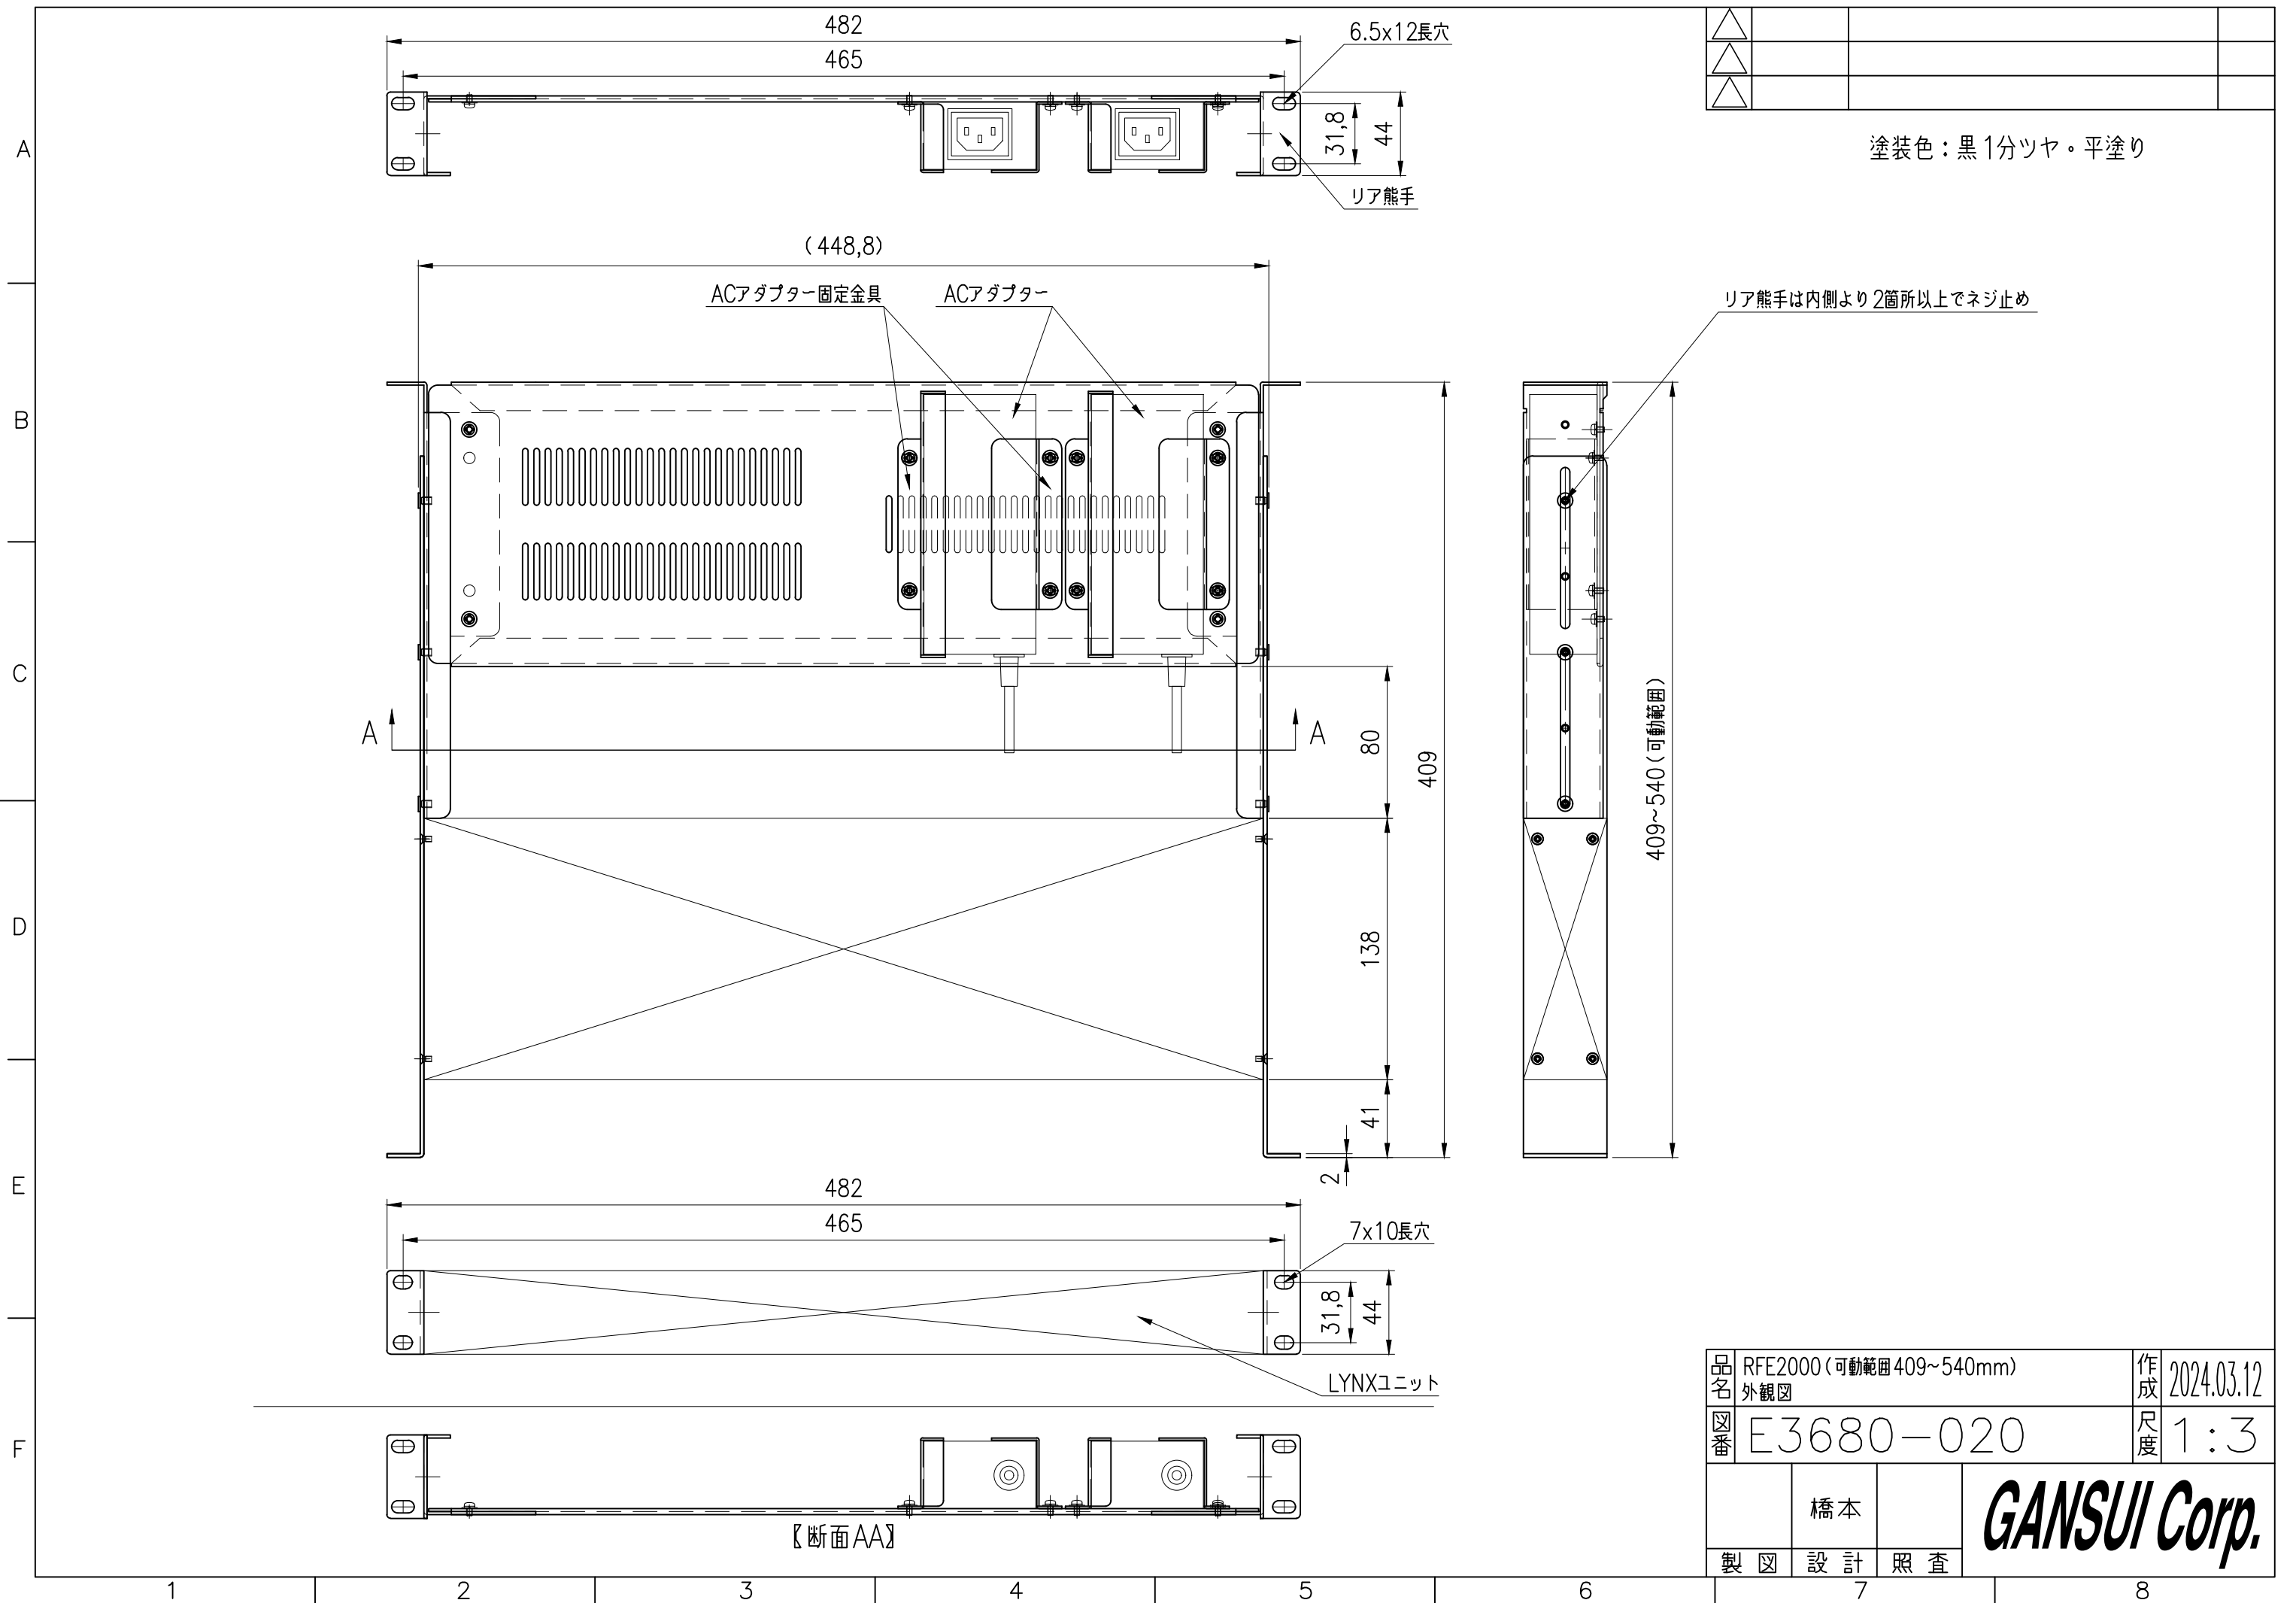 482
465
6.5x12長穴
31,8
44
リア熊手
塗装色：黒1分ツヤ。平塗り
(448,8)
ACアダプター固定金具
ACアダプター
リア熊手は内側より2箇所以上でネジ止め
A
A
80
409
138
41
2
409~540(可動範囲)
482
465
7x10長穴
31,8
44
LYNXユニット
〖断面AA〗
A
B
C
D
E
F
1
2
3
4
5
6
7
8
品名
RFE2000(可動範囲409~540mm)
外観図
作成
2024.03.12
図番
E3680-020
尺度
1:3
橋本
製図
設計
照査
GANSUI Corp.